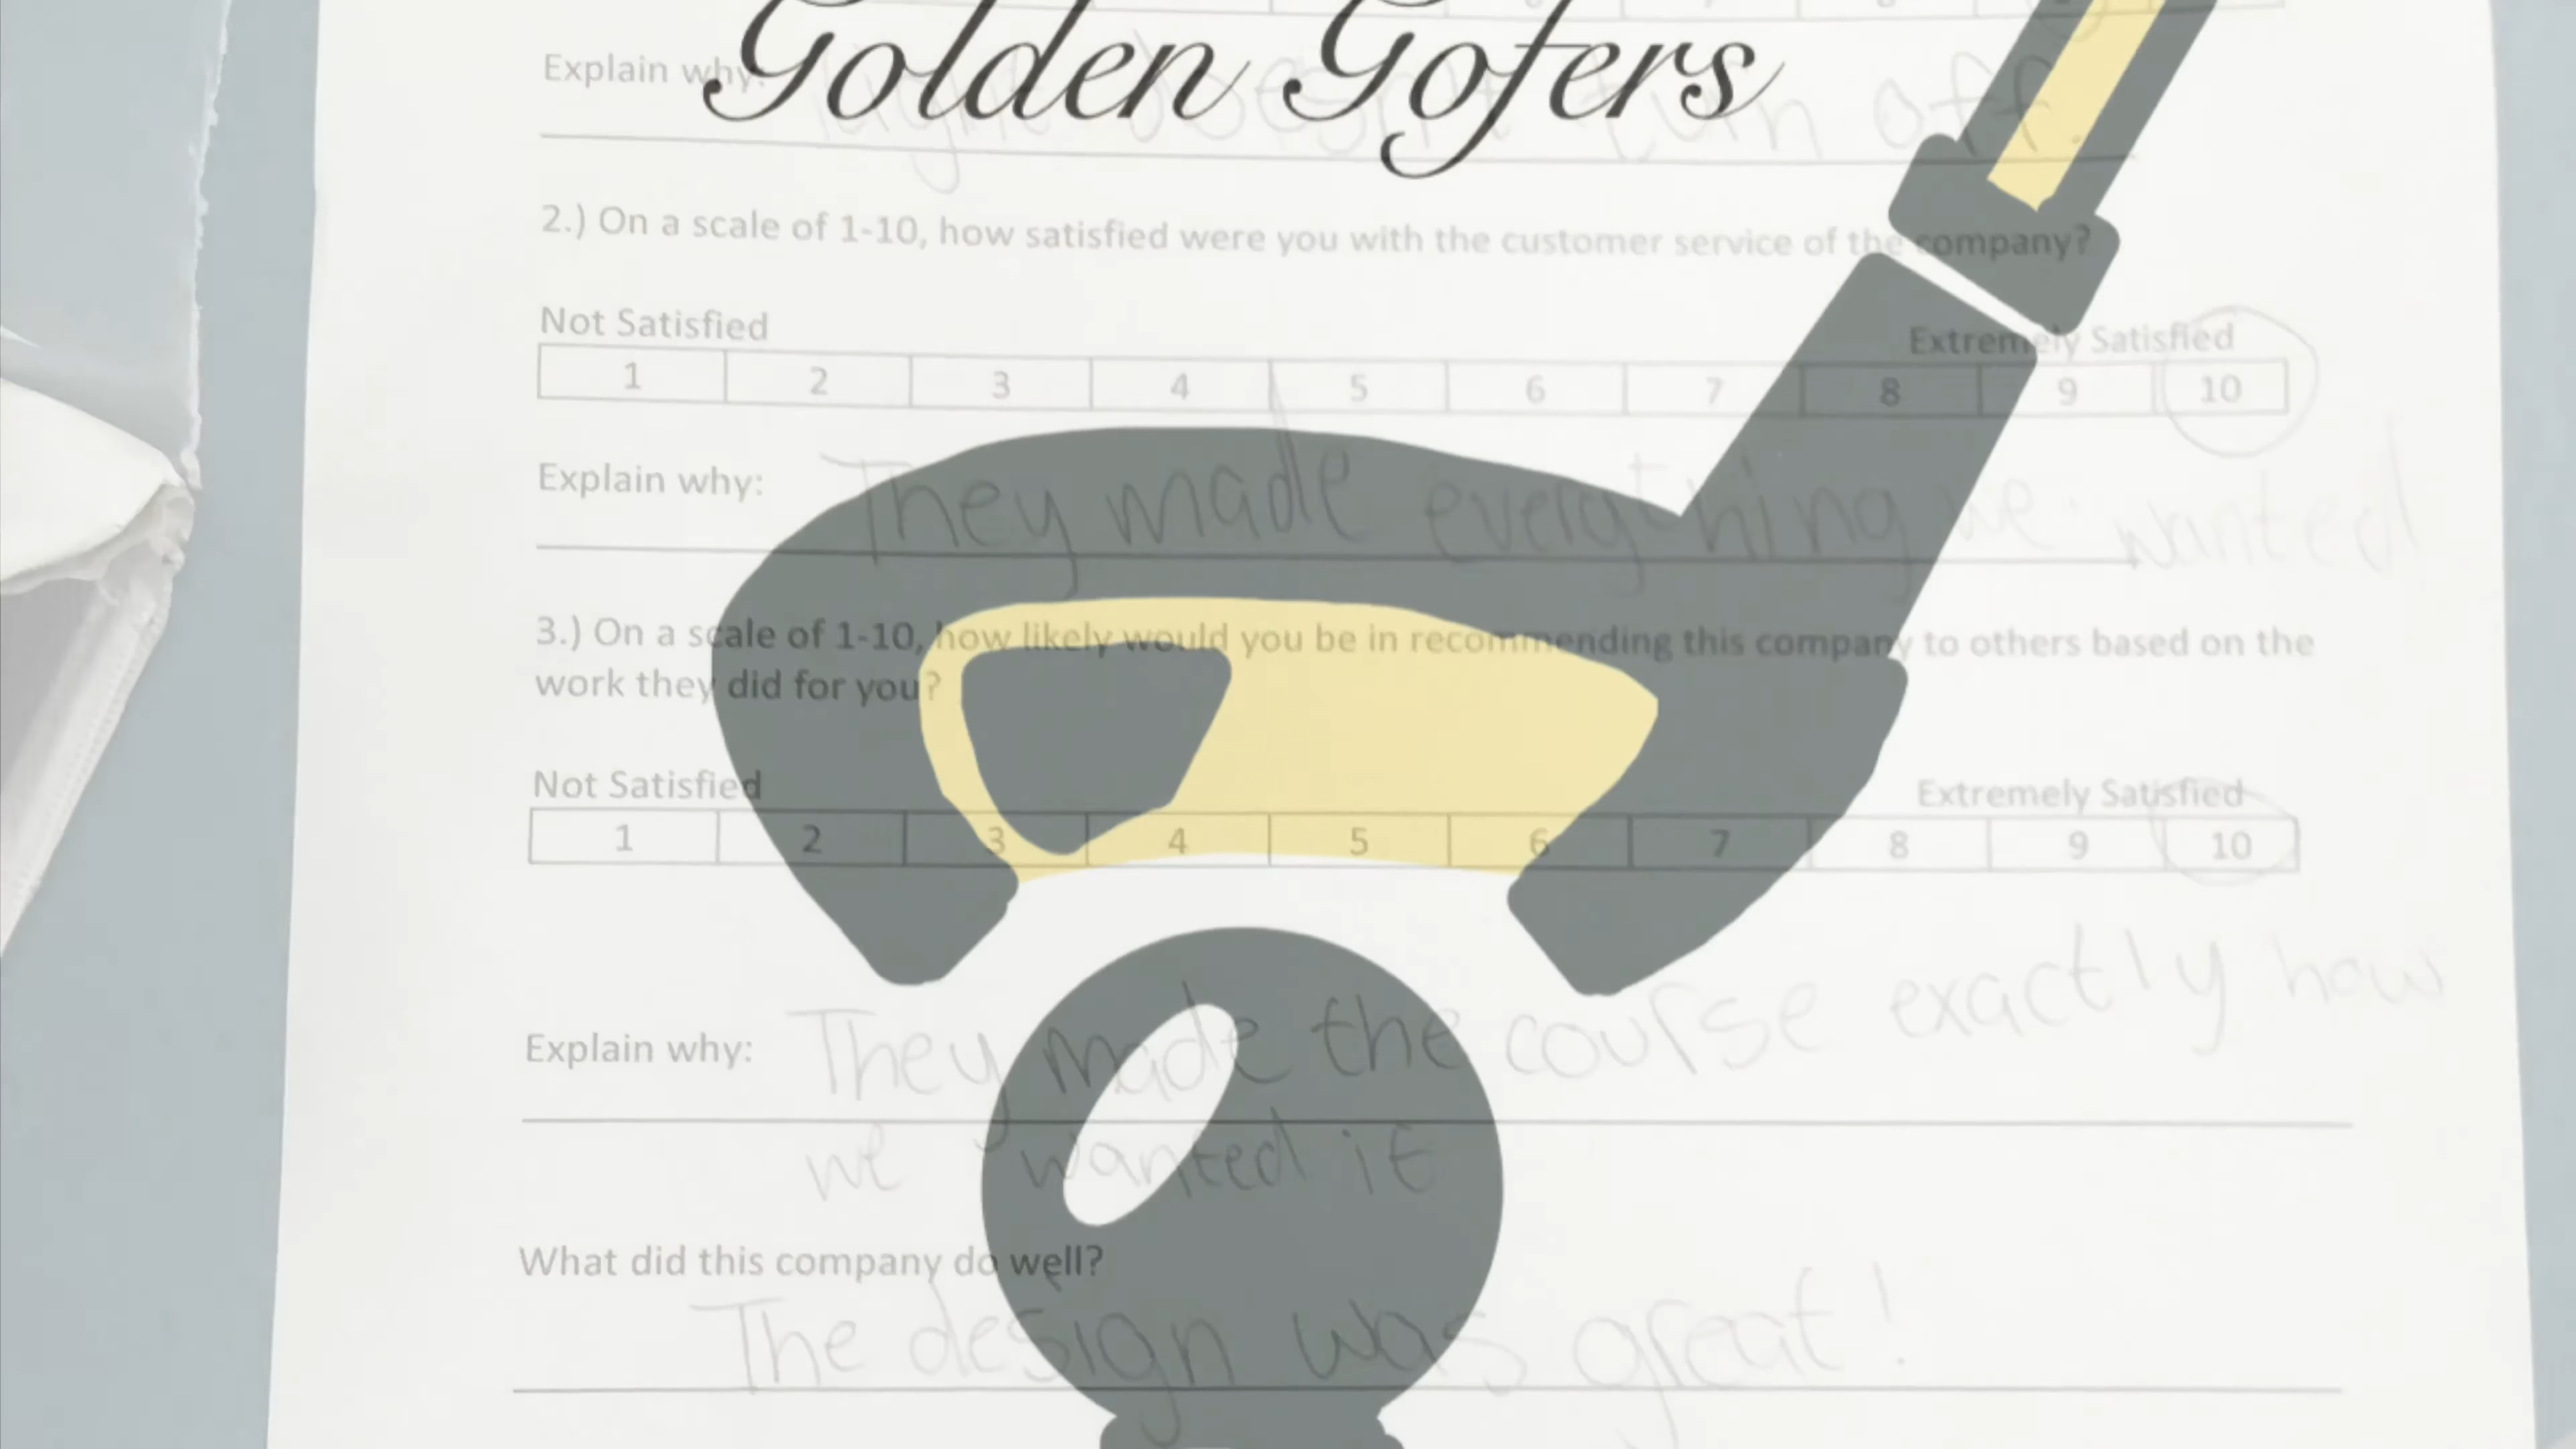 Golden Gofers
Explain why: light doesn't turn off.
2.) On a scale of 1-10, how satisfied were you with the customer service of the company?
Not Satisfied Extremely Satisfied
1 2 3 4 5 6 7 8 9 10
Explain why: They made everything we wanted
3.) On a scale of 1-10, how likely would you be in recommending this company to others based on the
work they did for you?
Not Satisfied Extremely Satisfied
1 2 3 4 5 6 7 8 9 10
Explain why: They made the course exactly how
we wanted it
What did this company do well?
The design was great!